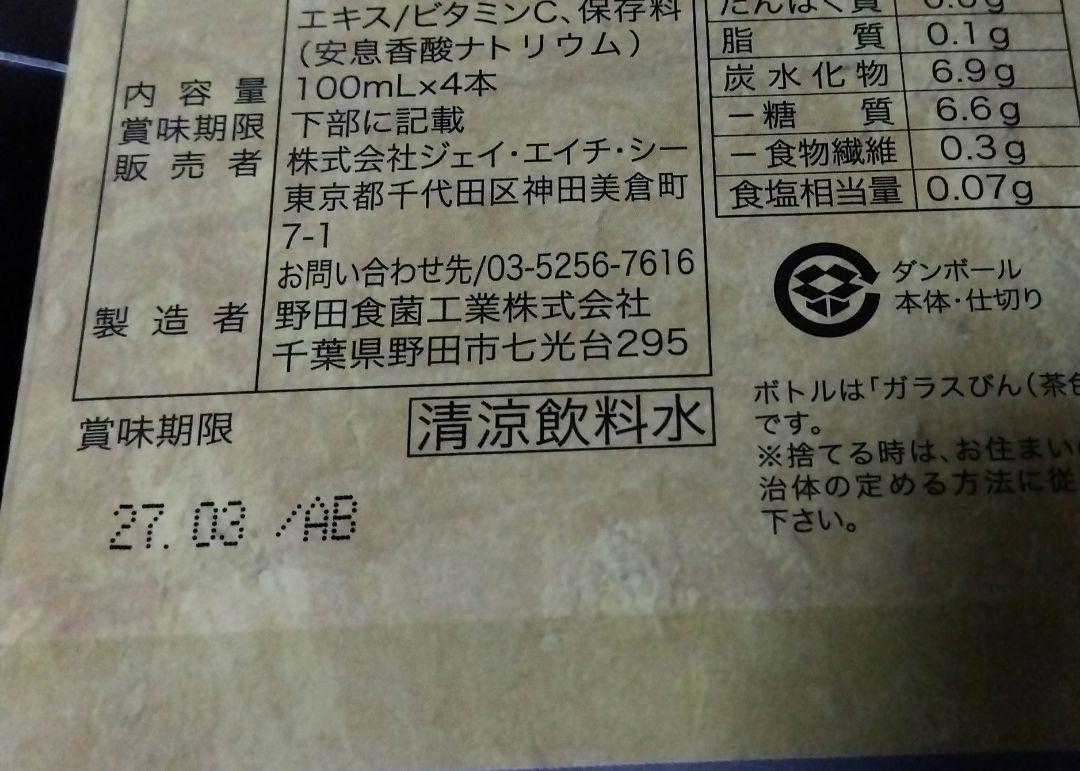 エキス/ビタミンC、保存料
(安息香酸ナトリウム)
内容量 100mL×4本
賞味期限 下部に記載
販売者 株式会社ジェイ・エイチ・シー
東京都千代田区神田美倉町
7-1
お問い合わせ先/03-5256-7616
製造者 野田食菌工業株式会社
千葉県野田市七光台295
賞味期限
清涼飲料水
27.03 /AB
たんぱく質
脂質 0.1g
炭水化物 6.9g
－糖質 6.6g
－食物繊維 0.3g
食塩相当量 0.07g
ダンボール
本体・仕切り
ボトルは「ガラスびん(茶色
です。
※捨てる時は、お住まい
治体の定める方法に従
下さい。